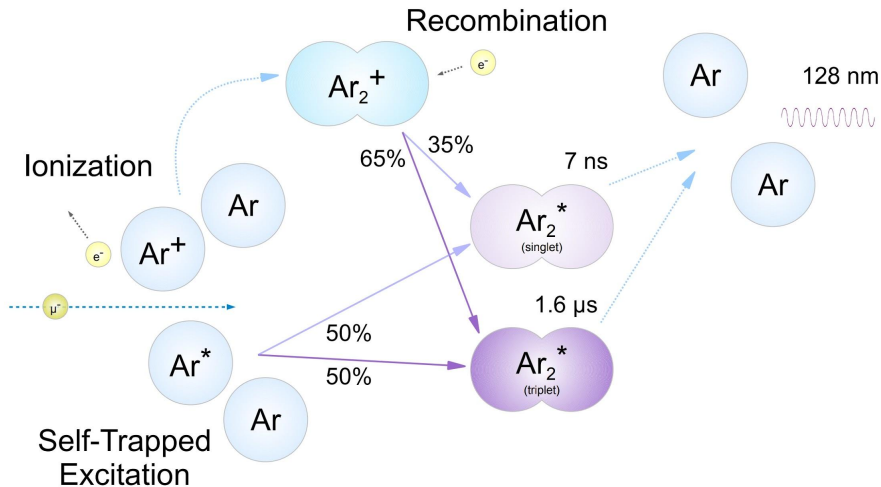 Recombination
Ar₂⁺
e⁻
Ar
128 nm
35%
65%
7 ns
Ionization
Ar
Ar⁺
e⁻
Ar₂*
(singlet)
Ar
μ⁻
1.6 μs
50%
50%
Ar*
Ar₂*
(triplet)
Ar
Self-Trapped
Excitation